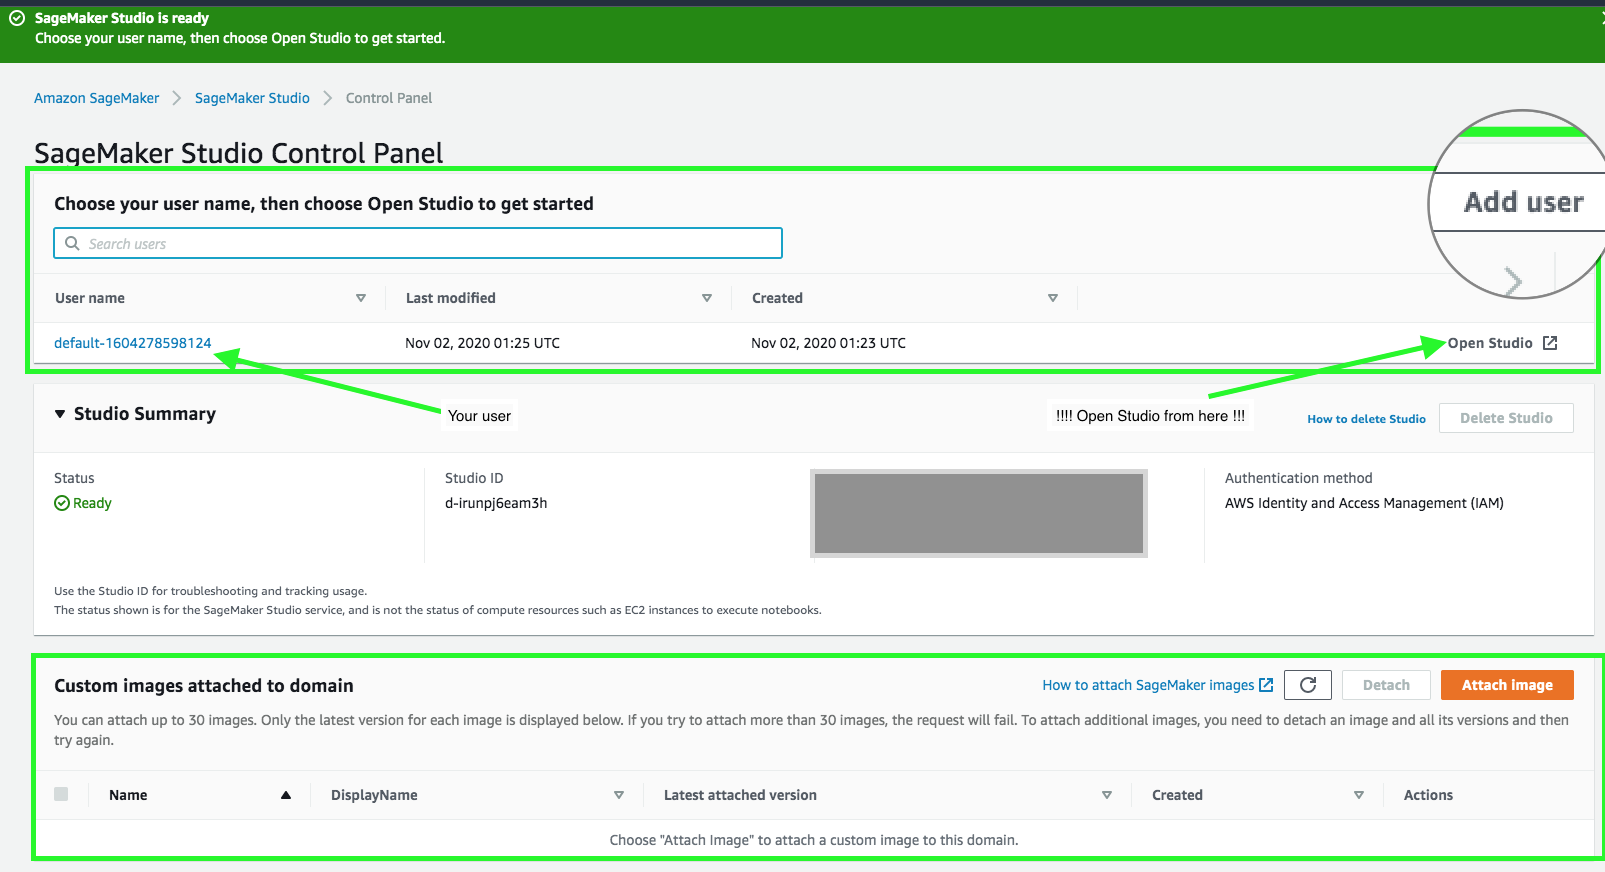 SageMaker Studio is ready
Choose your user name, then choose Open Studio to get started.
Amazon SageMaker
SageMaker Studio
Control Panel
SageMaker Studio Control Panel
Choose your user name, then choose Open Studio to get started
Add user
Search users
User name
Last modified
Created
default-1604278598124
Nov 02, 2020 01:25 UTC
Nov 02, 2020 01:23 UTC
Open Studio
Your user
!!!! Open Studio from here !!!
Studio Summary
How to delete Studio
Delete Studio
Status
Studio ID
Authentication method
Ready
d-irunpj6eam3h
AWS Identity and Access Management (IAM)
Use the Studio ID for troubleshooting and tracking usage.
The status shown is for the SageMaker Studio service, and is not the status of compute resources such as EC2 instances to execute notebooks.
Custom images attached to domain
How to attach SageMaker images
Detach
Attach image
You can attach up to 30 images. Only the latest version for each image is displayed below. If you try to attach more than 30 images, the request will fail. To attach additional images, you need to detach an image and all its versions and then
try again.
Name
DisplayName
Latest attached version
Created
Actions
Choose "Attach Image" to attach a custom image to this domain.